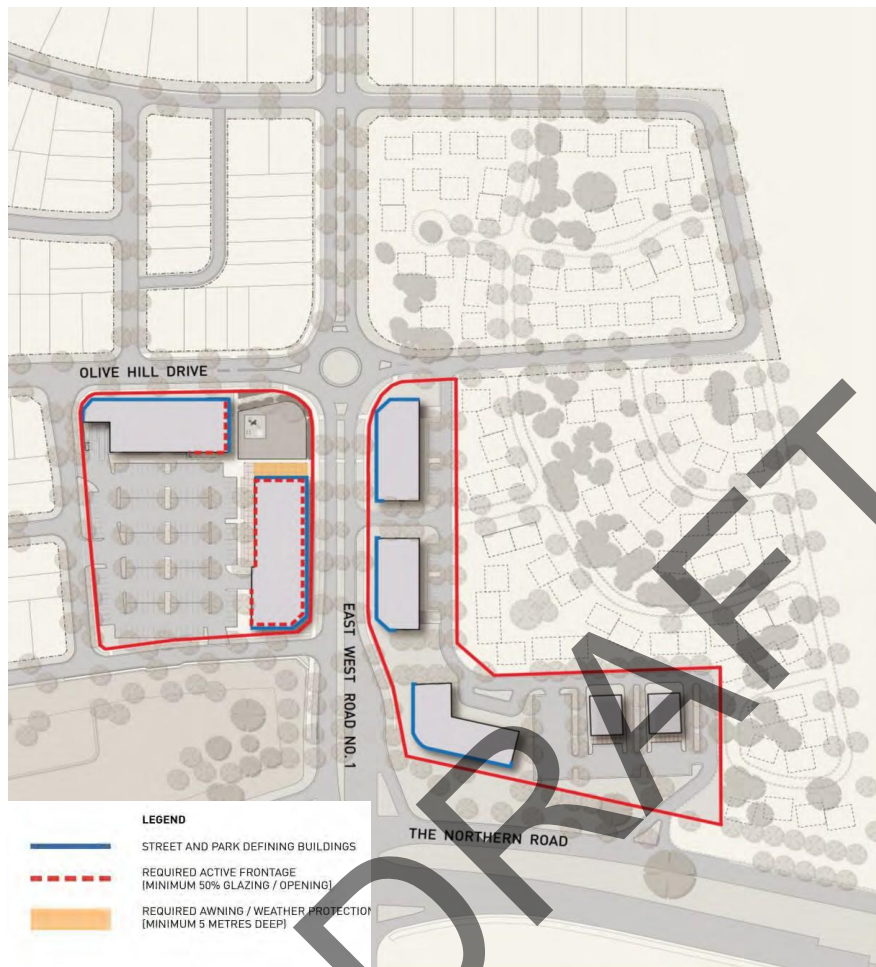 OLIVE HILL DRIVE
EAST WEST ROAD NO. 1
THE NORTHERN ROAD
DRAFT
LEGEND
STREET AND PARK DEFINING BUILDINGS
REQUIRED ACTIVE FRONTAGE
[MINIMUM 50% GLAZING / OPENING]
REQUIRED AWNING / WEATHER PROTECTION
[MINIMUM 5 METRES DEEP]